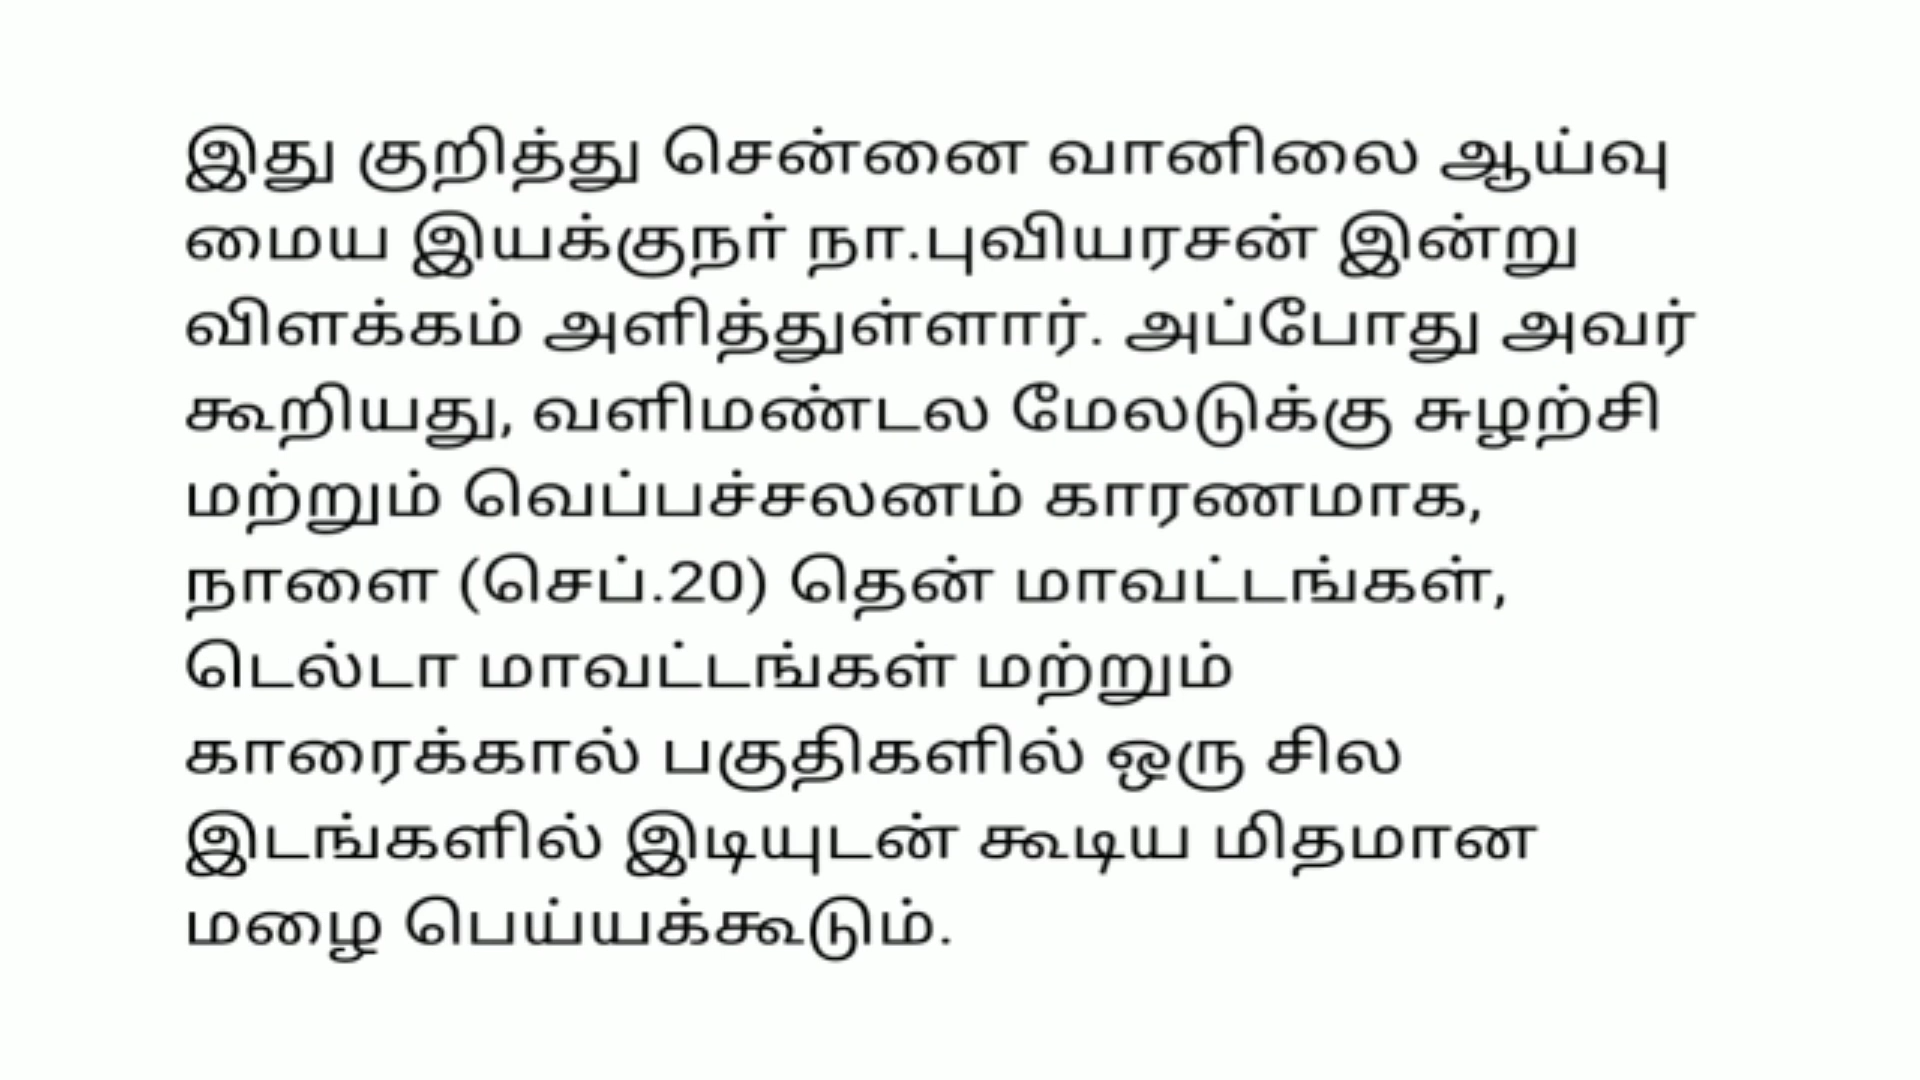 இது குறித்து சென்னை வானிலை ஆய்வு
மைய இயக்குநர் நா.புவியரசன் இன்று
விளக்கம் அளித்துள்ளார். அப்போது அவர்
கூறியது, வளிமண்டல மேலடுக்கு சுழற்சி
மற்றும் வெப்பச்சலனம் காரணமாக,
நாளை (செப்.20) தென் மாவட்டங்கள்,
டெல்டா மாவட்டங்கள் மற்றும்
காரைக்கால் பகுதிகளில் ஒரு சில
இடங்களில் இடியுடன் கூடிய மிதமான
மழை பெய்யக்கூடும்.